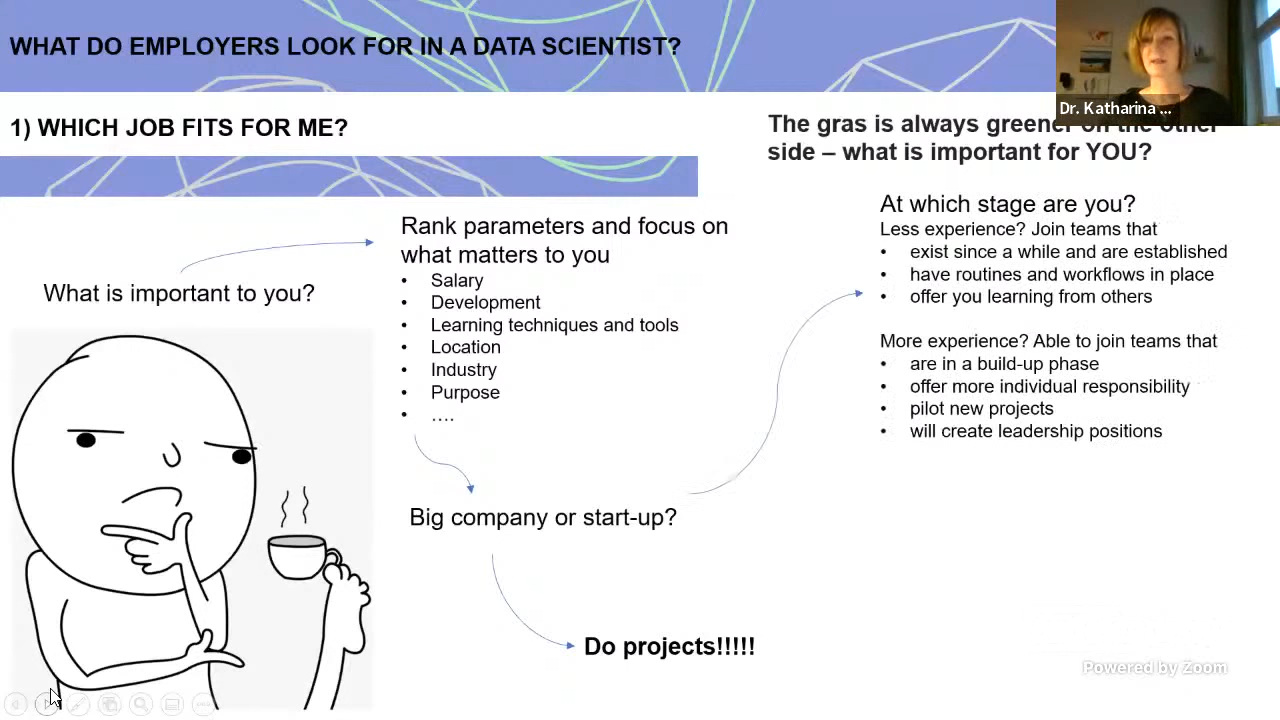 WHAT DO EMPLOYERS LOOK FOR IN A DATA SCIENTIST?
Dr. Katharina ...
1) WHICH JOB FITS FOR ME?
The gras is always greener on the other
side – what is important for YOU?
What is important to you?
Rank parameters and focus on
what matters to you
• Salary
• Development
• Learning techniques and tools
• Location
• Industry
• Purpose
• ....
Big company or start-up?
Do projects!!!!!
At which stage are you?
Less experience? Join teams that
• exist since a while and are established
• have routines and workflows in place
• offer you learning from others
More experience? Able to join teams that
• are in a build-up phase
• offer more individual responsibility
• pilot new projects
• will create leadership positions
Powered by Zoom